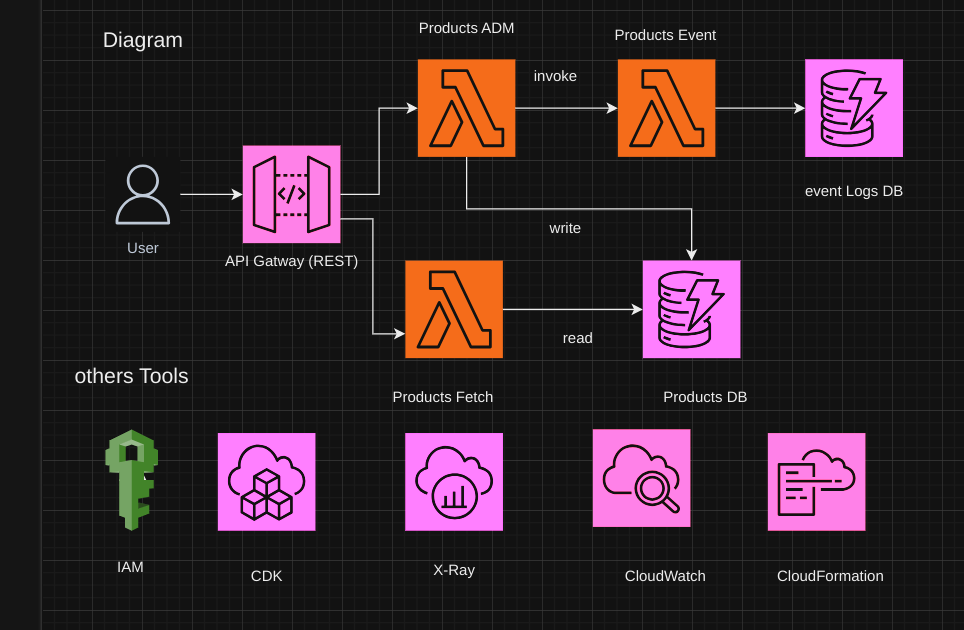 Diagram
Products ADM
Products Event
invoke
</>
event Logs DB
User
API Gatway (REST)
write
read
others Tools
Products Fetch
Products DB
IAM
CDK
X-Ray
CloudWatch
CloudFormation